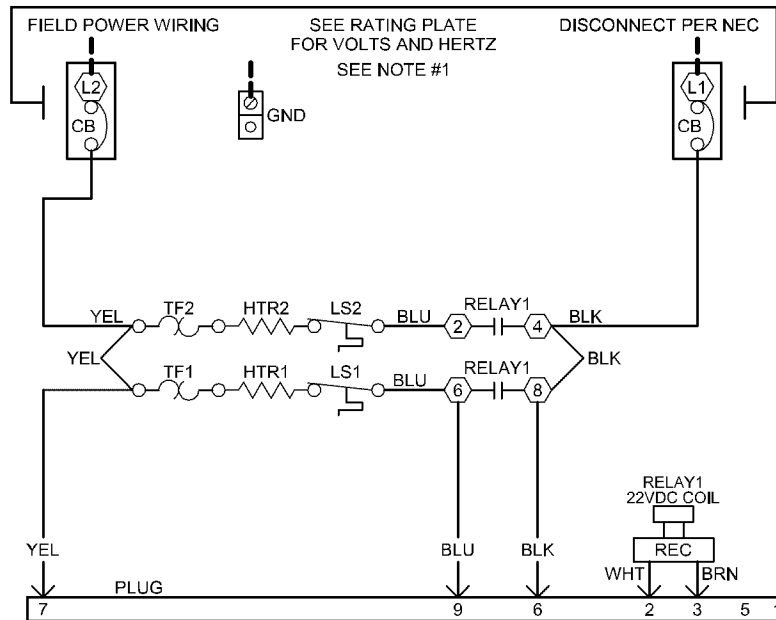 FIELD POWER WIRING
SEE RATING PLATE
FOR VOLTS AND HERTZ
SEE NOTE #1
DISCONNECT PER NEC
L2
CB
GND
L1
CB
YEL
TF2
HTR2
LS2
BLU
2
RELAY1
4
BLK
YEL
BLK
TF1
HTR1
LS1
BLU
6
RELAY1
8
RELAY1
22VDC COIL
REC
YEL
BLU
BLK
WHT
BRN
PLUG
7
9
6
2
3
5
1